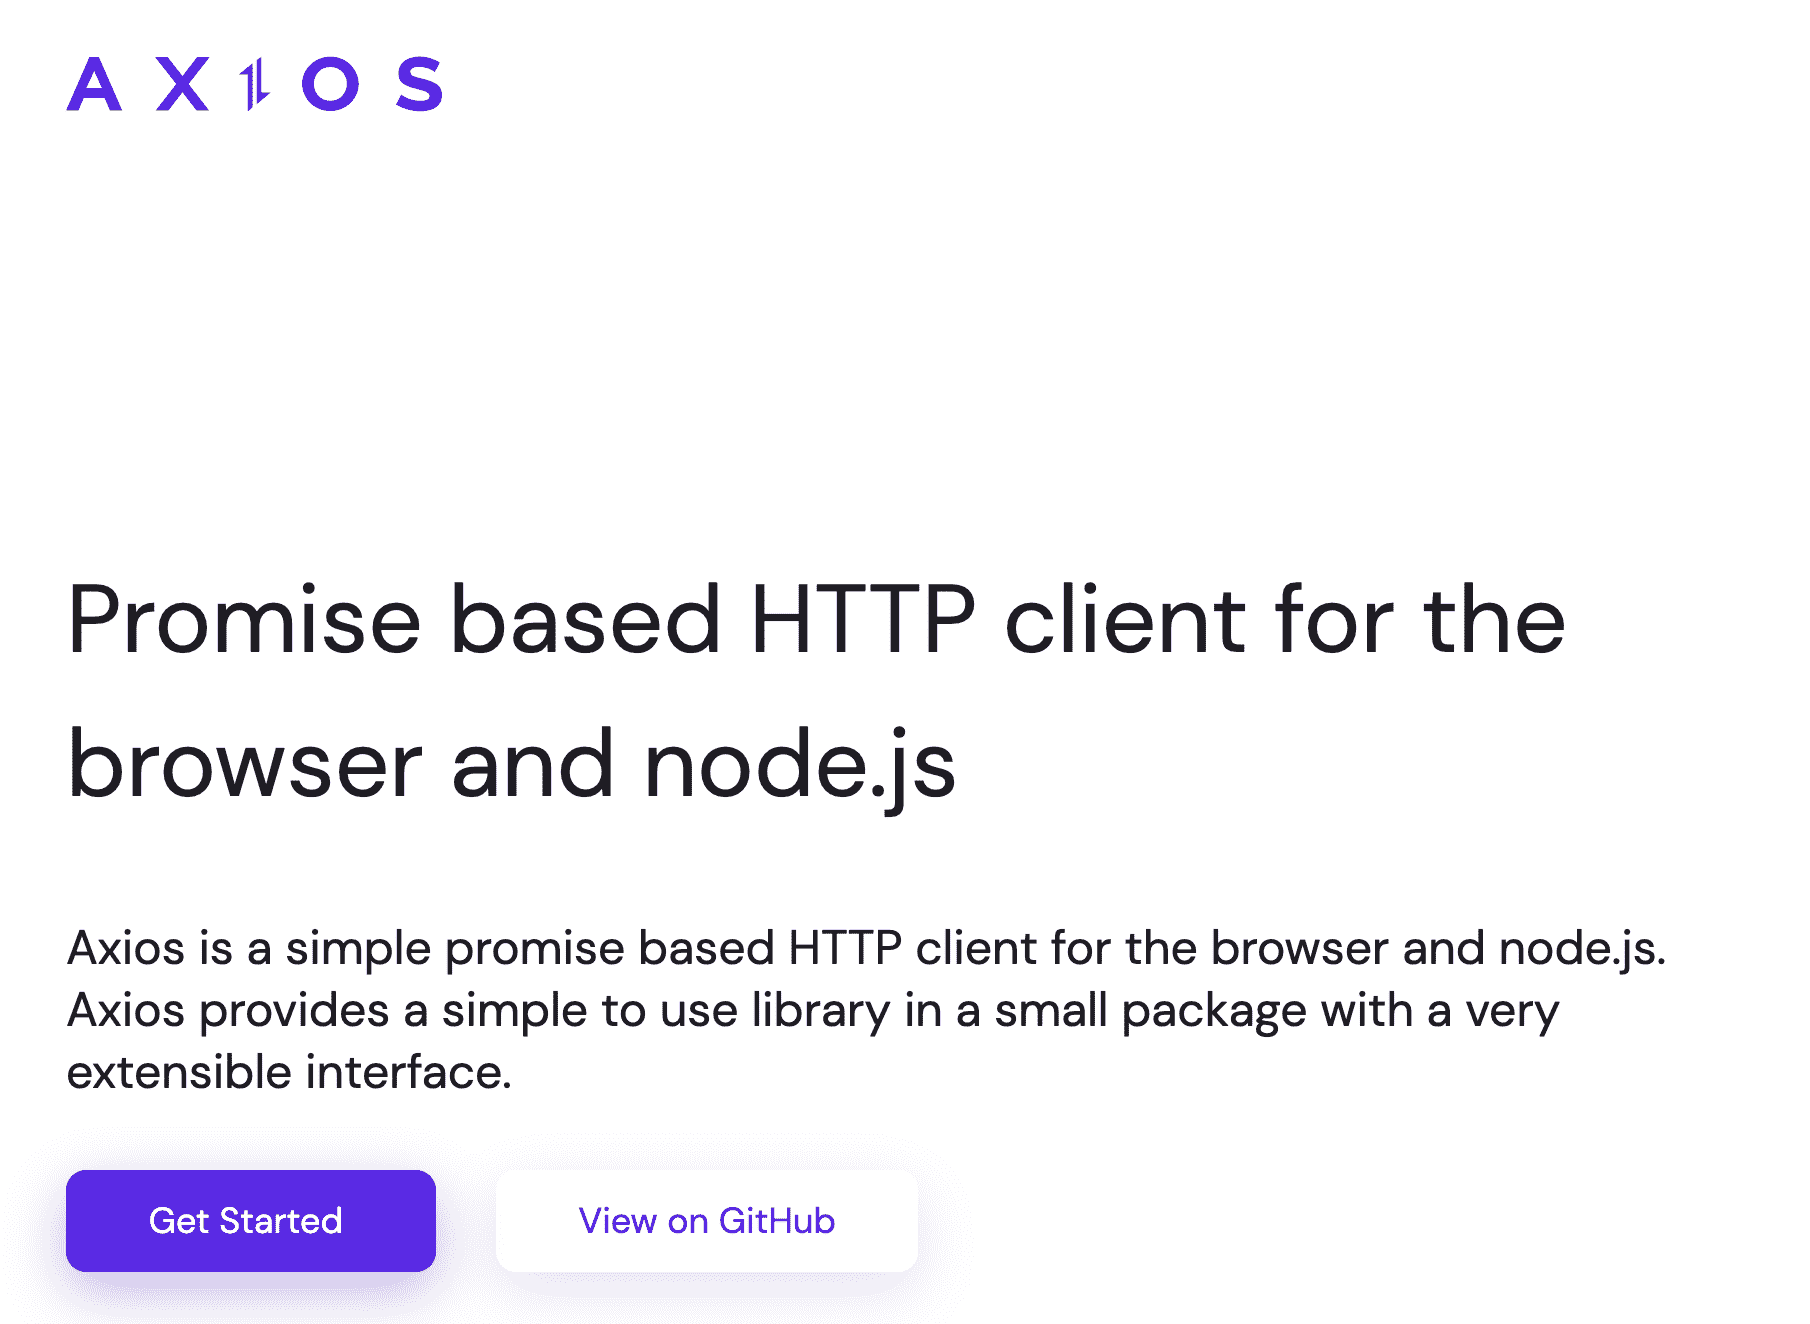 AXIOS
Promise based HTTP client for the
browser and node.js
Axios is a simple promise based HTTP client for the browser and node.js.
Axios provides a simple to use library in a small package with a very
extensible interface.
Get Started
View on GitHub